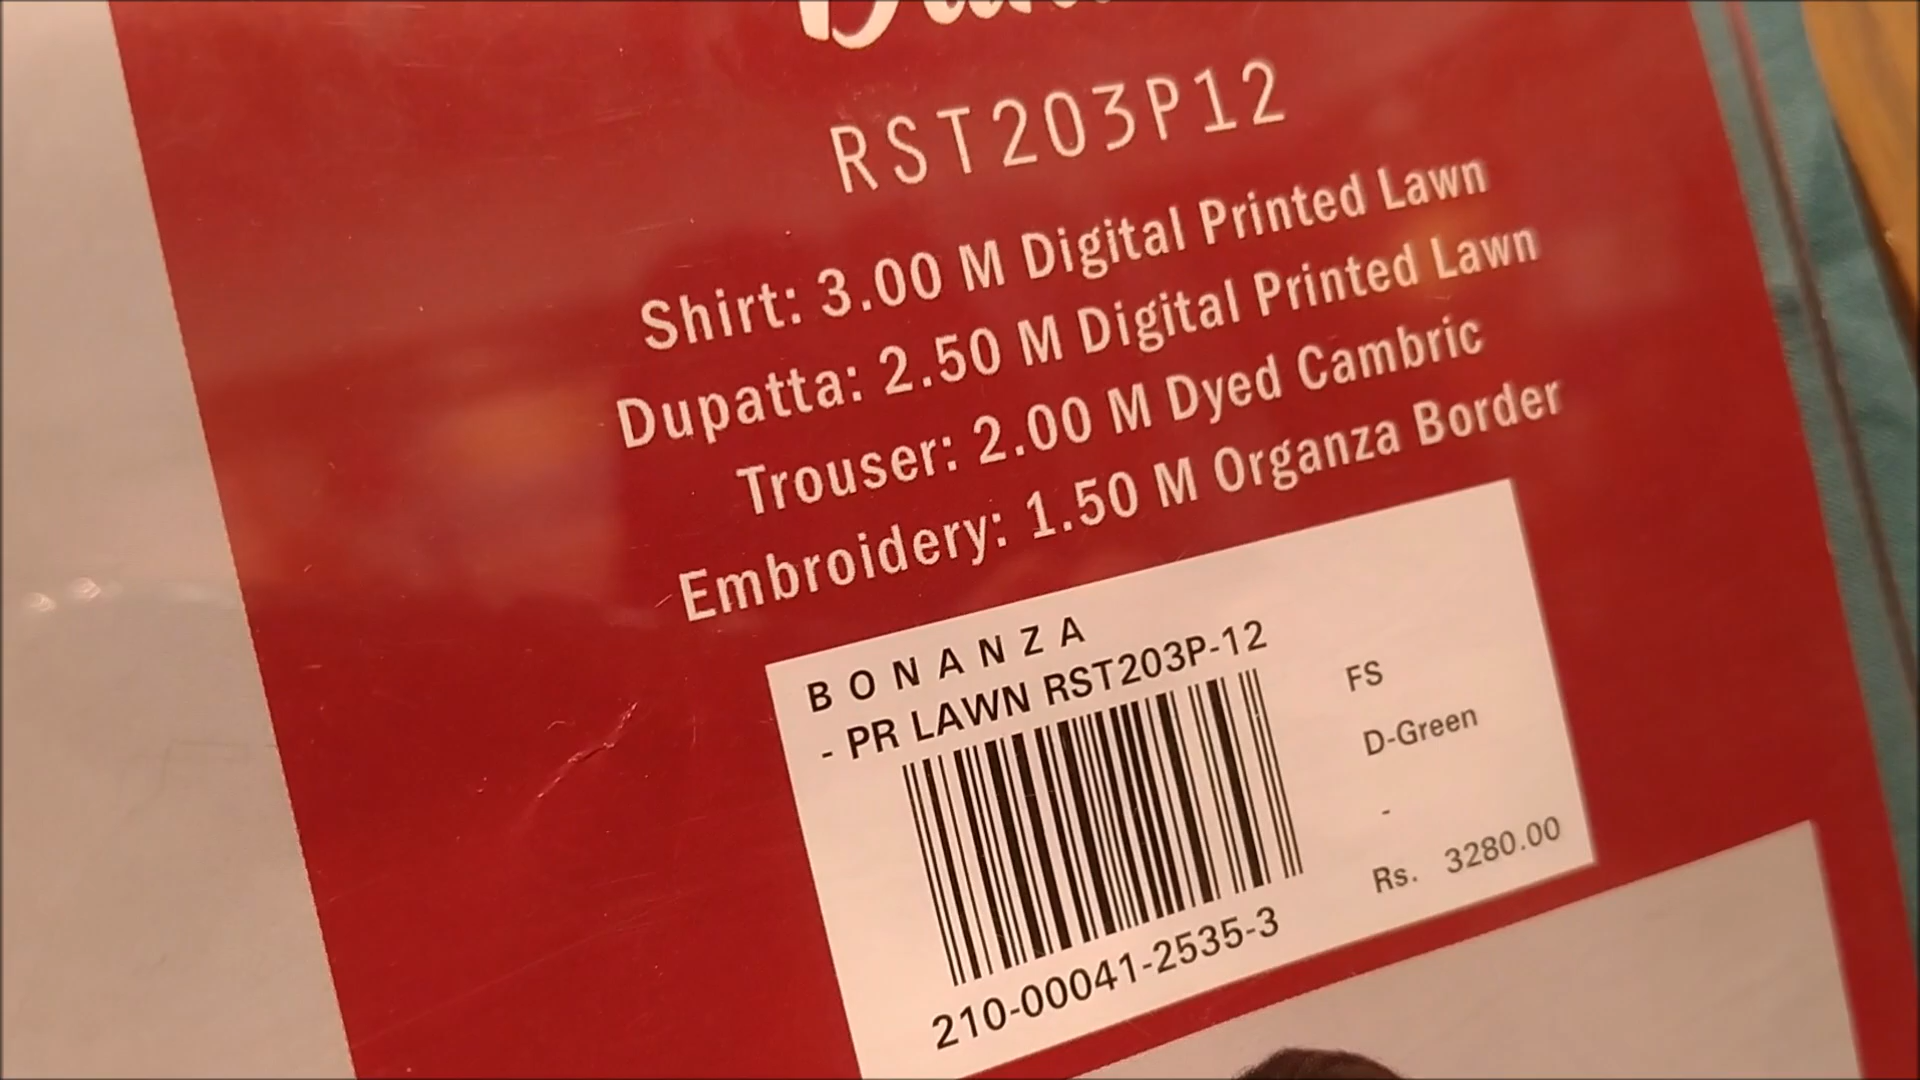 RST203P12
Shirt: 3.00 M Digital Printed Lawn
Dupatta: 2.50 M Digital Printed Lawn
Trouser: 2.00 M Dyed Cambric
Embroidery: 1.50 M Organza Border
BONANZA
- PR LAWN RST203P-12
FS
D-Green
-
Rs. 3280.00
210-00041-2535-3